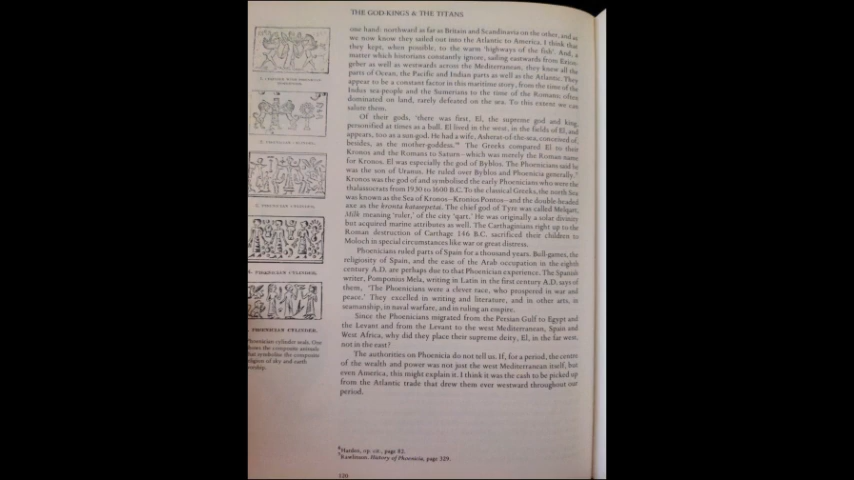 THE GOD-KINGS & THE TITANS
one hand: northward as far as Britain and Scandinavia on the other, and as
we now know they sailed out into the Atlantic to America. I think that
they kept, when possible, to the warm 'highways of the fish'. And, a
matter which historians constantly ignore, sailing eastwards from Ezion-
geber as well as westwards across the Mediterranean, they knew all the
parts of Ocean, the Pacific and Indian parts as well as the Atlantic. They
appear to be a constant factor in this maritime story, from the time of the
Indus sea-people and the Sumerians to the time of the Romans; often
dominated on land, rarely defeated on the sea. To this extent we can
salute them.
Of their gods, 'there was first, El, the supreme god and king,
personified at times as a bull. El lived in the west, in the fields of El, and
appears, too as a sun-god. He had a wife, Asherat-of-the-sea, conceived of,
besides, as the mother-goddess.' The Greeks compared El to their
Kronos and the Romans to Saturn—which was merely the Roman name
for Kronos. El was especially the god of Byblos. The Phoenicians said he
was the son of Uranus. He ruled over Byblos and Phoenicia generally.
Kronos was the god of and symbolised the early Phoenicians who were the
thalassocrats from 1930 to 1600 B.C. To the classical Greeks, the north Sea
was known as the Sea of Kronos—Kronios Pontos—and the double-headed
axe as the kronia
The chief god of Tyre was called Melqart,
Milk meaning 'ruler,' of the city 'qart.' He was originally a solar divinity
but acquired marine attributes as well. The Carthaginians right up to the
Roman destruction of Carthage 146 B.C. sacrificed their children to
Moloch in special circumstances like war or great distress.
Phoenicians ruled parts of Spain for a thousand years. Bull-games, the
religiosity of Spain, and the ease of the Arab occupation in the eighth
century A.D. are perhaps due to that Phoenician experience. The Spanish
writer, Pomponius Mela, writing in Latin in the first century A.D. says of
them, 'The Phoenicians were a clever race, who prospered in war and
peace.' They excelled in writing and literature, and in other arts, in
seamanship, in naval warfare, and in ruling an empire.
Since the Phoenicians migrated from the Persian Gulf to Egypt and
the Levant and from the Levant to the west Mediterranean, Spain and
West Africa, why did they place their supreme deity, El, in the far west,
not in the east?
The authorities on Phoenicia do not tell us. If, for a period, the centre
of the wealth and power was not just the west Mediterranean itself, but
even America, this might explain it. I think it was the cash to be picked up
from the Atlantic trade that drew them ever westward throughout our
period.
PHOENICIAN CYLINDER.
PHOENICIAN CYLINDER.
Phoenician cylinder seals. One
shows the composite animals
that symbolise the composite
religion of sky and earth
worship.
Harden, op. cit., page 82.
Rawlinson, History of Phoenicia, page 329.
120